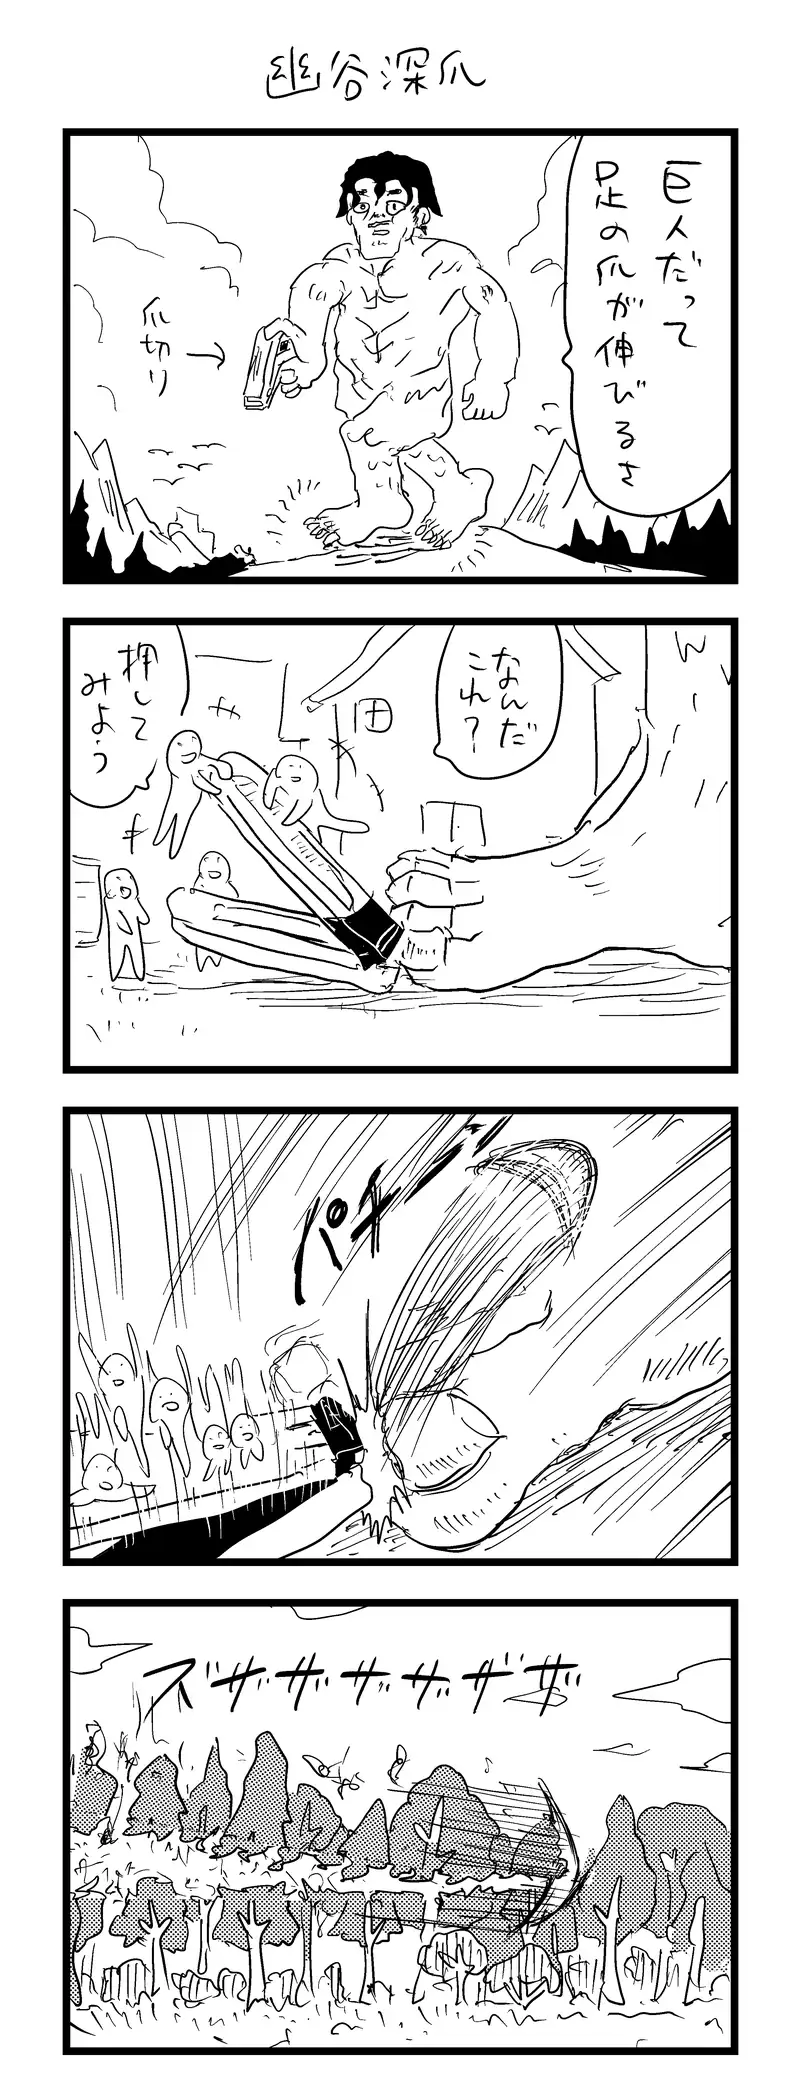 幽谷深爪
巨人だって
足の爪が伸びるさ
爪切り
なんだ
これ?
押して
みよう
パチン
ズザザザザザザ